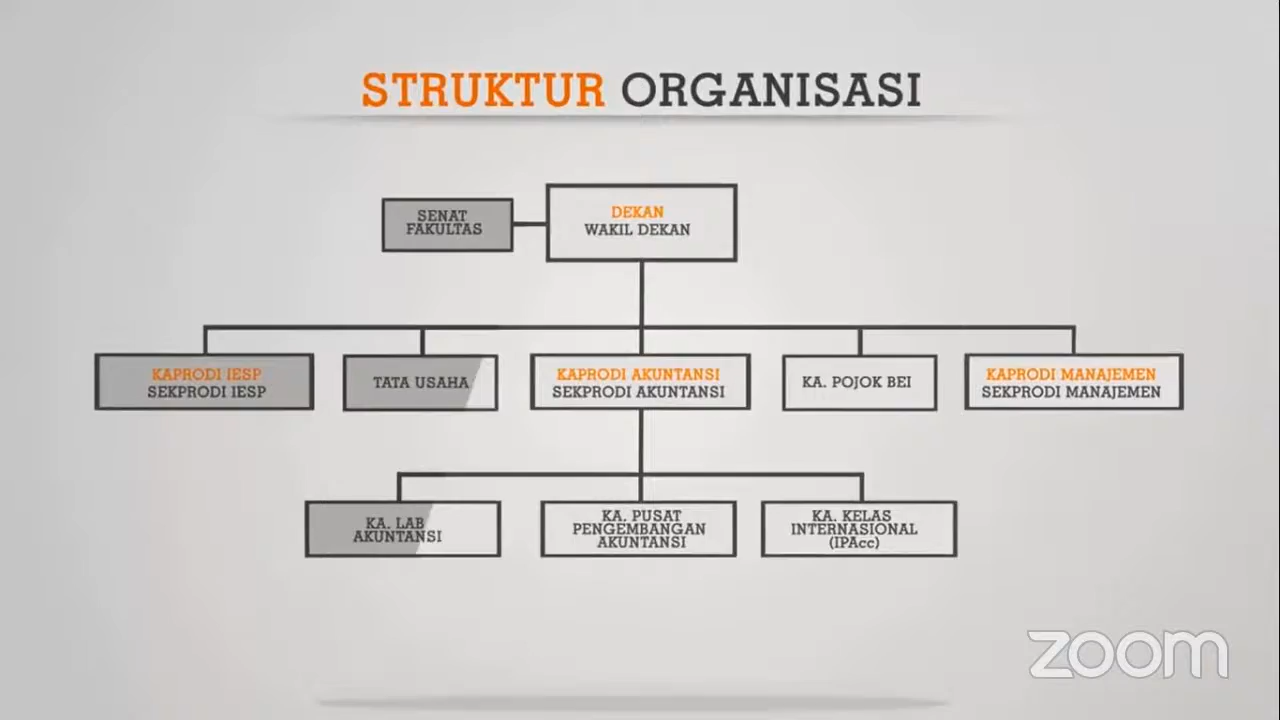 STRUKTUR ORGANISASI
SENAT
FAKULTAS
DEKAN
WAKIL DEKAN
KAPRODI IESP
SEKPRODI IESP
TATA USAHA
KAPRODI AKUNTANSI
SEKPRODI AKUNTANSI
KA. POJOK BEI
KAPRODI MANAJEMEN
SEKPRODI MANAJEMEN
KA. LAB
AKUNTANSI
KA. PUSAT
PENGEMBANGAN
AKUNTANSI
KA. KELAS
INTERNASIONAL
(IPAcc)
zoom